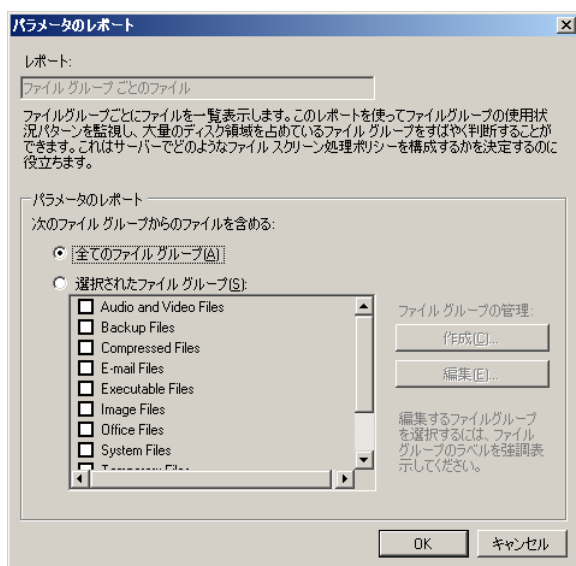 パラメータのレポート
レポート:
ファイル グループ ごとのファイル
ファイルグループごとにファイルを一覧表示します。このレポートを使ってファイルグループの使用状
況パターンを監視し、大量のディスク領域を占めているファイル グループをすばやく判断することが
できます。これはサーバーでどのようなファイル スクリーン処理ポリシーを構成するかを決定するのに
役立ちます。
パラメータのレポート
次のファイル グループからのファイルを含める:
全てのファイル グループ(A)
選択されたファイル グループ(S):
Audio and Video Files
Backup Files
Compressed Files
E-mail Files
Executable Files
Image Files
Office Files
System Files
Temporary Files
ファイル グループの管理:
作成(C)...
編集(E)...
編集するファイルグループ
を選択するには、ファイル
グループのラベルを強調表
示してください。
OK
キャンセル